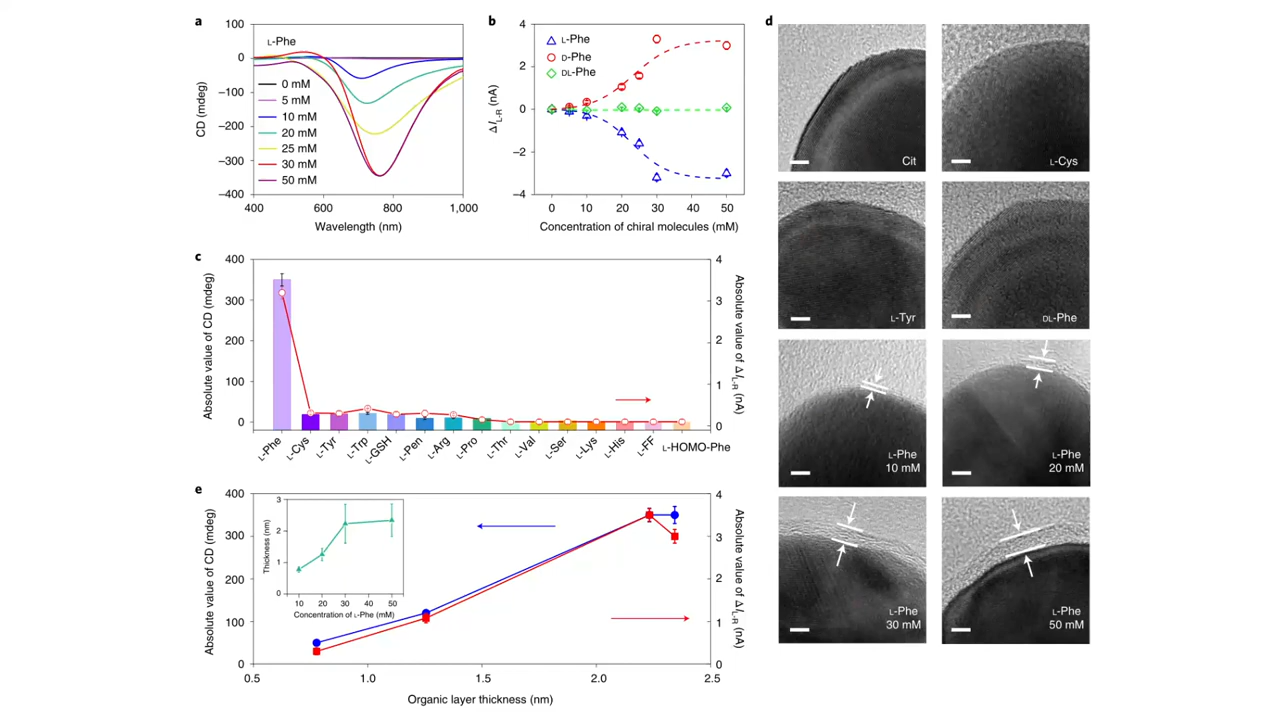 a
100
0
–100
–200
–300
–400
CD (mdeg)
L-Phe
0 mM
5 mM
10 mM
20 mM
25 mM
30 mM
50 mM
400
600
800
1,000
Wavelength (nm)
b
4
2
0
–2
–4
ΔI L-R (nA)
L-Phe
D-Phe
DL-Phe
0
10
20
30
40
50
Concentration of chiral molecules (mM)
c
400
300
200
100
0
Absolute value of CD (mdeg)
4
3
2
1
0
Absolute value of ΔI L-R (nA)
L-Phe
L-Cys
L-Tyr
L-Trp
L-GSH
L-Pen
L-Arg
L-Pro
L-Thr
L-Val
L-Ser
L-Lys
L-His
L-FF
L-HOMO-Phe
d
Cit
L-Cys
L-Tyr
DL-Phe
L-Phe
10 mM
L-Phe
20 mM
L-Phe
30 mM
L-Phe
50 mM
e
400
300
200
100
0
Absolute value of CD (mdeg)
3
2
1
0
Thickness (nm)
10
20
30
40
50
Concentration of L-Phe (mM)
4
3
2
1
0
Absolute value of ΔI L-R (nA)
0.5
1.0
1.5
2.0
2.5
Organic layer thickness (nm)